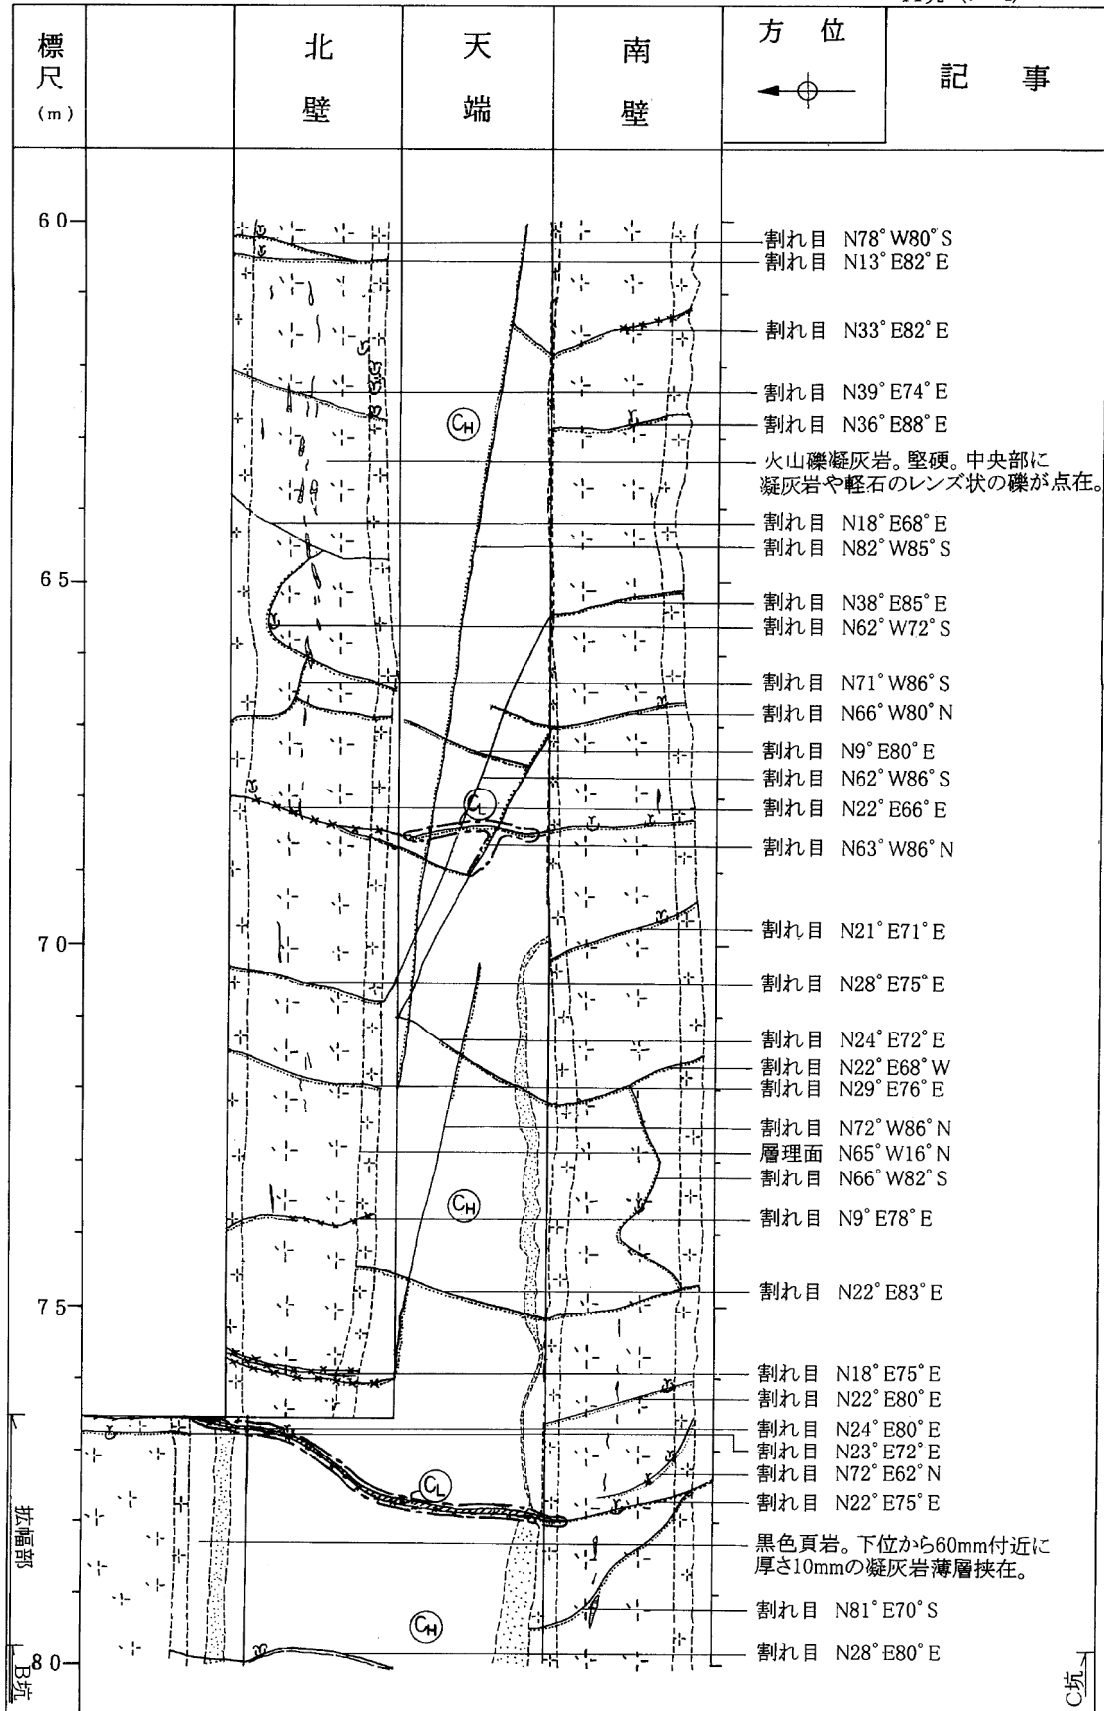 標尺
(m)
北壁
天端
南壁
方位
記事
60
65
70
75
80
割れ目 N78°W80°S
割れ目 N13°E82°E
割れ目 N33°E82°E
割れ目 N39°E74°E
割れ目 N36°E88°E
火山礫凝灰岩。堅硬。中央部に
凝灰岩や軽石のレンズ状の礫が点在。
割れ目 N18°E68°E
割れ目 N82°W85°S
割れ目 N38°E85°E
割れ目 N62°W72°S
割れ目 N71°W86°S
割れ目 N66°W80°N
割れ目 N9°E80°E
割れ目 N62°W86°S
割れ目 N22°E66°E
割れ目 N63°W86°N
割れ目 N21°E71°E
割れ目 N28°E75°E
割れ目 N24°E72°E
割れ目 N22°E68°W
割れ目 N29°E76°E
割れ目 N72°W86°N
層理面 N65°W16°N
割れ目 N66°W82°S
割れ目 N9°E78°E
割れ目 N22°E83°E
割れ目 N18°E75°E
割れ目 N22°E80°E
割れ目 N24°E80°E
割れ目 N23°E72°E
割れ目 N72°E62°N
割れ目 N22°E75°E
黒色頁岩。下位から60mm付近に
厚さ10mmの凝灰岩薄層挟在。
割れ目 N81°E70°S
割れ目 N28°E80°E
CH
CL
CH
CL
CH
拡幅部
B坑
C坑